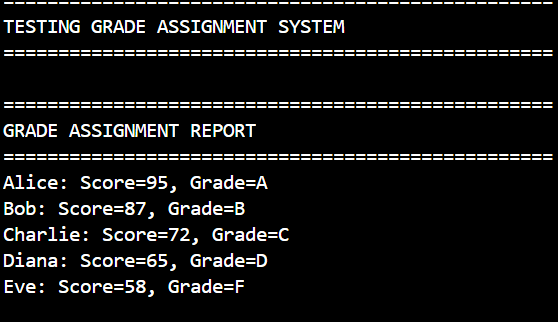 ==================================================
TESTING GRADE ASSIGNMENT SYSTEM
==================================================
==================================================
GRADE ASSIGNMENT REPORT
==================================================
Alice: Score=95, Grade=A
Bob: Score=87, Grade=B
Charlie: Score=72, Grade=C
Diana: Score=65, Grade=D
Eve: Score=58, Grade=F